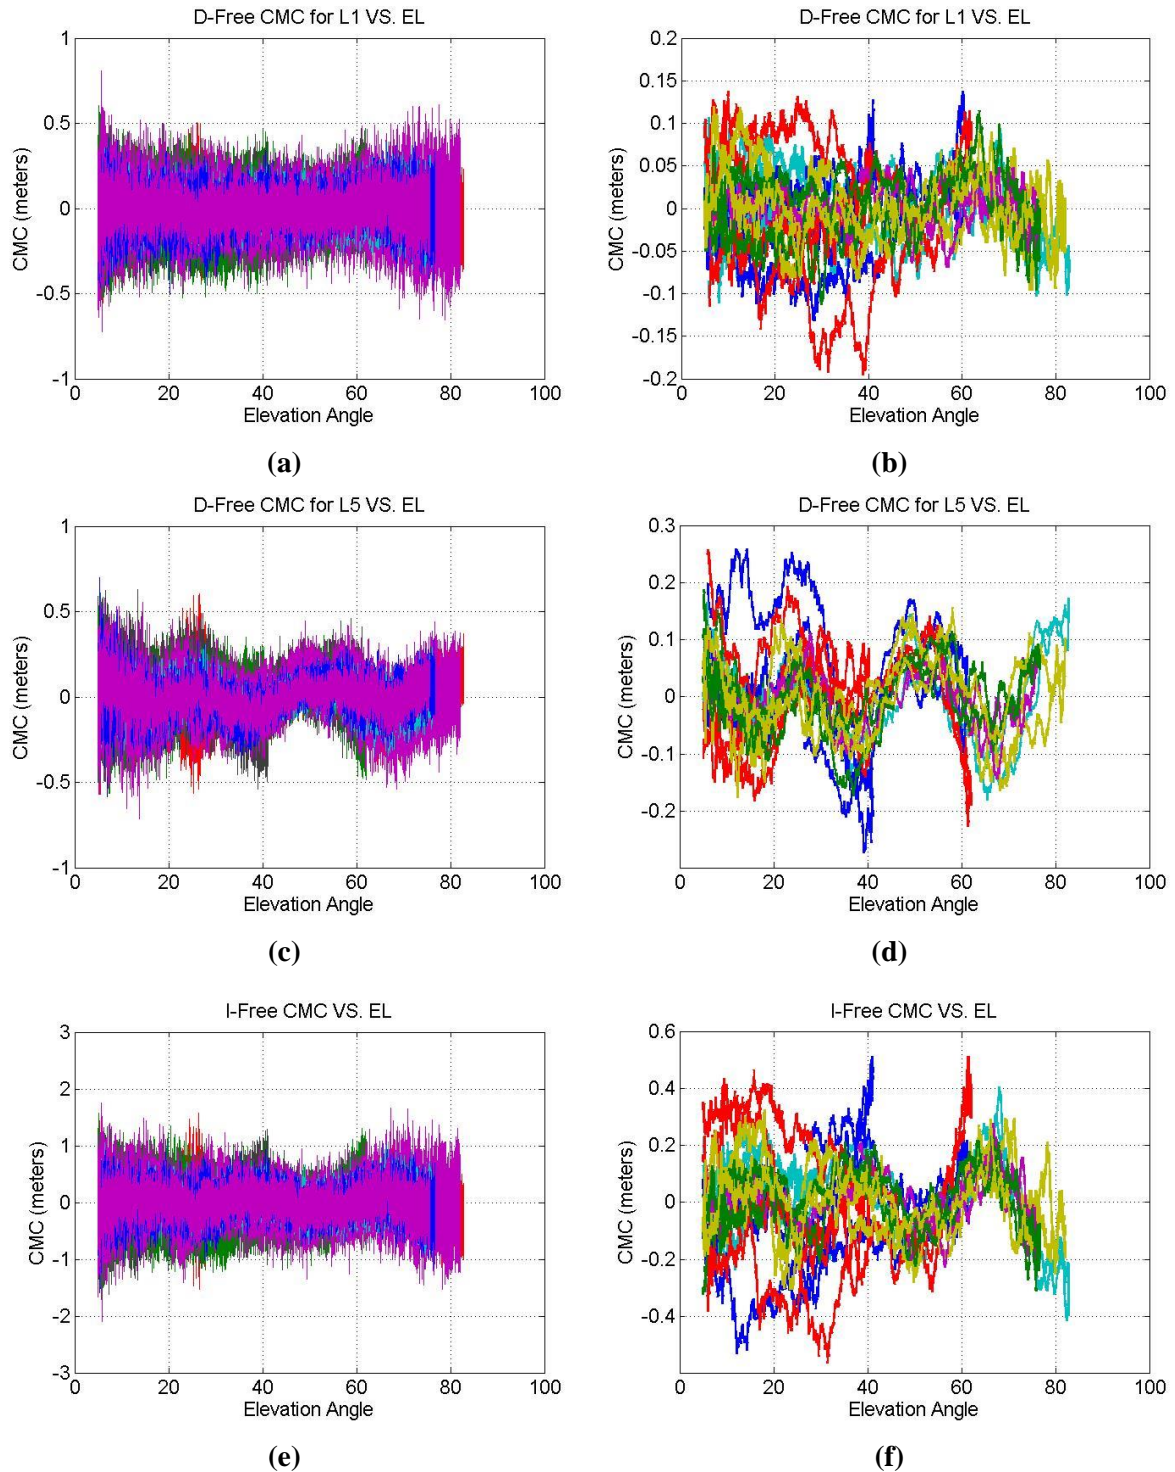 D-Free CMC for L1 VS. EL
CMC (meters)
1
0.5
0
-0.5
-1
0 20 40 60 80 100
Elevation Angle
(a)
D-Free CMC for L1 VS. EL
CMC (meters)
0.2
0.15
0.1
0.05
0
-0.05
-0.1
-0.15
-0.2
0 20 40 60 80 100
Elevation Angle
(b)
D-Free CMC for L5 VS. EL
CMC (meters)
1
0.5
0
-0.5
-1
0 20 40 60 80 100
Elevation Angle
(c)
D-Free CMC for L5 VS. EL
CMC (meters)
0.3
0.2
0.1
0
-0.1
-0.2
0 20 40 60 80 100
Elevation Angle
(d)
I-Free CMC VS. EL
CMC (meters)
3
2
1
0
-1
-2
-3
0 20 40 60 80 100
Elevation Angle
(e)
I-Free CMC VS. EL
CMC (meters)
0.6
0.4
0.2
0
-0.2
-0.4
0 20 40 60 80 100
Elevation Angle
(f)